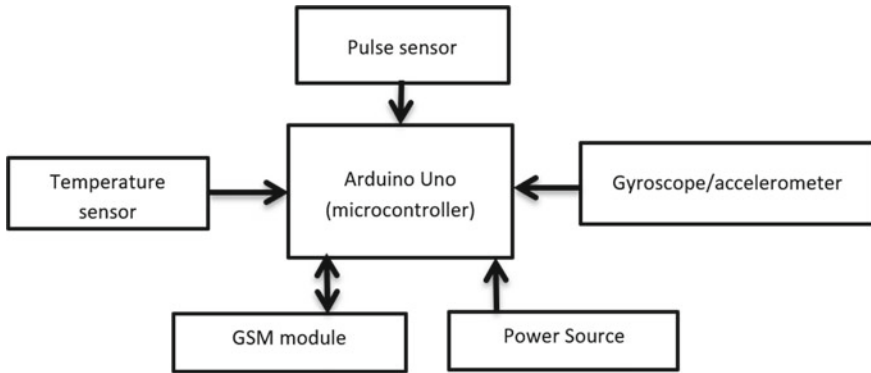 Pulse sensor
Temperature
sensor
Arduino Uno
(microcontroller)
Gyroscope/accelerometer
GSM module
Power Source